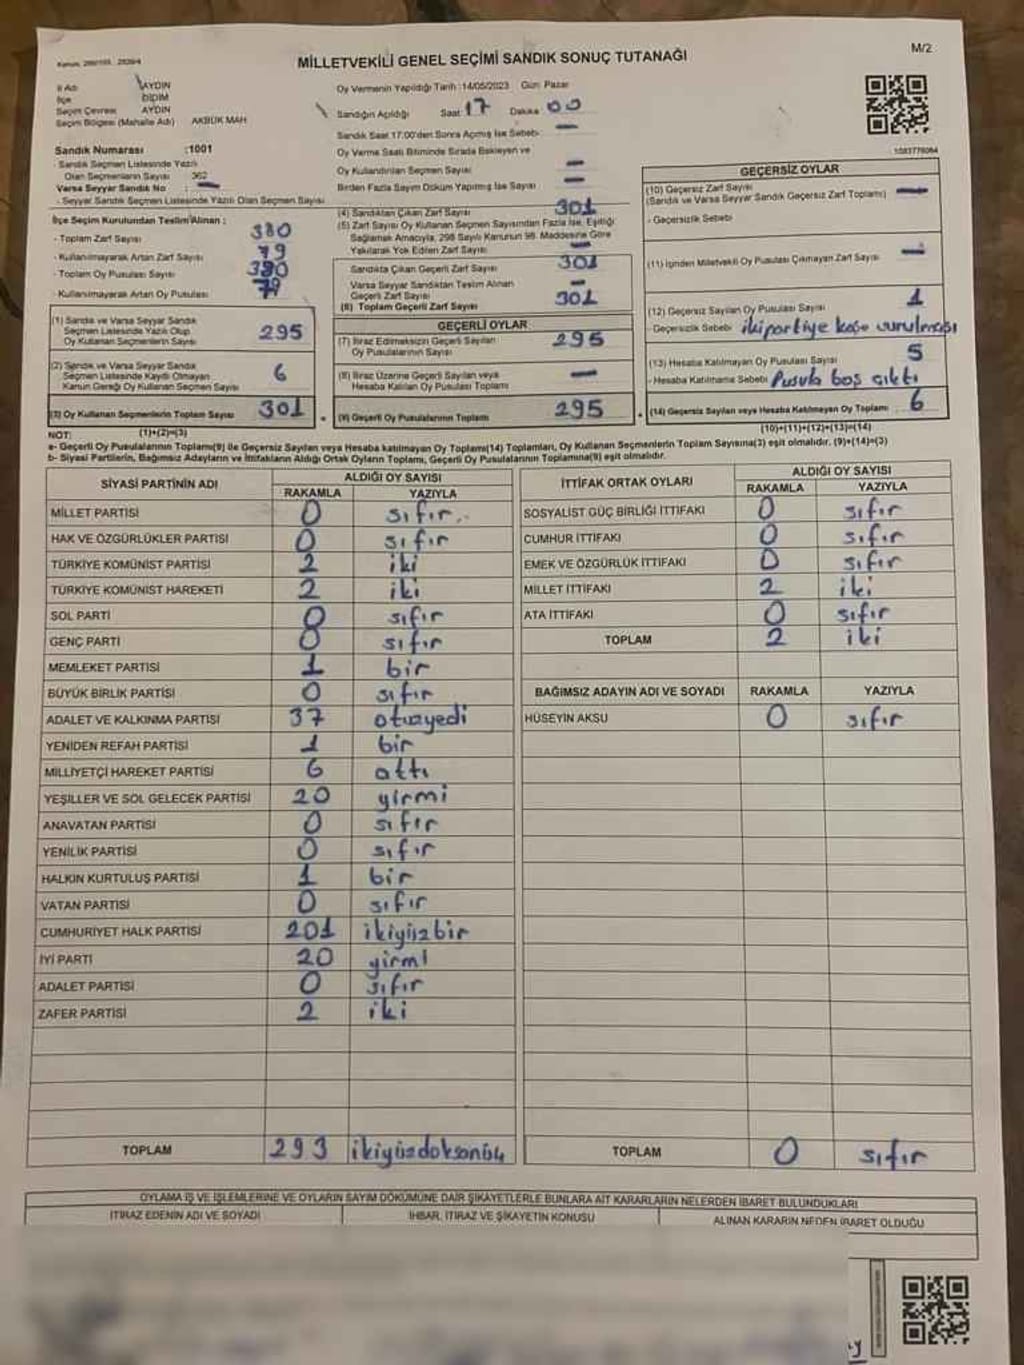 MİLLETVEKİLİ GENEL SEÇİMİ SANDIK SONUÇ TUTANAĞI
M/2
İl Adı AYDIN
İlçe DİDİM
Seçim Çevresi AYDIN
Seçim Bölgesi (Mahalle Adı) AKBÜK MAH
Sandık Numarası :1001
- Sandık Seçmen Listesinde Yazılı
Olan Seçmenlerin Sayısı 362
Varsa Seyyar Sandık No : —
- Seyyar Sandık Seçmen Listesinde Yazılı Olan Seçmen Sayısı
Oy Vermenin Yapıldığı Tarih :14/05/2023 Gün: Pazar
Sandığın Açıldığı Saat 17 Dakika 00
Sandık Saat 17:00'den Sonra Açmış İse Sebebi: —
Oy Verme Saati Bitiminde Sırada Bekleyen ve
Oy Kullandırılan Seçmen Sayısı —
Birden Fazla Sayım Döküm Yapılmış İse Sayısı —
1083776084
İlçe Seçim Kurulundan Teslim Alınan :
- Toplam Zarf Sayısı 380
- Kullanılmayarak Artan Zarf Sayısı 79
- Toplam Oy Pusulası Sayısı 380
- Kullanılmayarak Artan Oy Pusulası 79
(1) Sandık ve Varsa Seyyar Sandık
Seçmen Listesinde Yazılı Olup
Oy Kullanan Seçmenlerin Sayısı 295
(2) Sandık ve Varsa Seyyar Sandık
Seçmen Listesinde Kaydı Olmayan
Kanun Gereği Oy Kullanan Seçmen Sayısı 6
(3) Oy Kullanan Seçmenlerin Toplam Sayısı 301
(1)+(2)=(3)
(4) Sandıktan Çıkan Zarf Sayısı 301
(5) Zarf Sayısı Oy Kullanan Seçmen Sayısından Fazla İse, Eşitliği
Sağlamak Amacıyla, 298 Sayılı Kanunun 98. Maddesine Göre
Yakılarak Yok Edilen Zarf Sayısı —
Sandıkta Çıkan Geçerli Zarf Sayısı 301
Varsa Seyyar Sandıktan Teslim Alınan
Geçerli Zarf Sayısı —
(6) Toplam Geçerli Zarf Sayısı 301
GEÇERLİ OYLAR
(7) İtiraz Edilmeksizin Geçerli Sayılan
Oy Pusulalarının Sayısı 295
(8) İtiraz Üzerine Geçerli Sayılan veya
Hesaba Katılan Oy Pusulası Toplamı —
(9) Geçerli Oy Pusulalarının Toplamı 295
GEÇERSİZ OYLAR
(10) Geçersiz Zarf Sayısı
(Sandık ve Varsa Seyyar Sandık Geçersiz Zarf Toplamı) —
- Geçersizlik Sebebi
(11) İçinden Milletvekili Oy Pusulası Çıkmayan Zarf Sayısı —
(12) Geçersiz Sayılan Oy Pusulası Sayısı 1
- Geçersizlik Sebebi iki partiye kaşe vurulması
(13) Hesaba Katılmayan Oy Pusulası Sayısı 5
- Hesaba Katılmama Sebebi Pusula boş çıktı
(14) Geçersiz Sayılan veya Hesaba Katılmayan Oy Toplamı 6
(10)+(11)+(12)+(13)=(14)
NOT:
a- Geçerli Oy Pusulalarının Toplamı(9) ile Geçersiz Sayılan veya Hesaba katılmayan Oy Toplamı(14) Toplamları, Oy Kullanan Seçmenlerin Toplam Sayısına(3) eşit olmalıdır. (9)+(14)=(3)
b- Siyasi Partilerin, Bağımsız Adayların ve İttifakların Aldığı Ortak Oyların Toplamı, Geçerli Oy Pusulalarının Toplamına(9) eşit olmalıdır.
SİYASİ PARTİNİN ADI ALDIĞI OY SAYISI
RAKAMLA YAZIYLA
MİLLET PARTİSİ 0 sıfır
HAK VE ÖZGÜRLÜKLER PARTİSİ 0 sıfır
TÜRKİYE KOMÜNİST PARTİSİ 2 iki
TÜRKİYE KOMÜNİST HAREKETİ 2 iki
SOL PARTİ 0 sıfır
GENÇ PARTİ 0 sıfır
MEMLEKET PARTİSİ 1 bir
BÜYÜK BİRLİK PARTİSİ 0 sıfır
ADALET VE KALKINMA PARTİSİ 37 otuzyedi
YENİDEN REFAH PARTİSİ 1 bir
MİLLİYETÇİ HAREKET PARTİSİ 6 altı
YEŞİLLER VE SOL GELECEK PARTİSİ 20 yirmi
ANAVATAN PARTİSİ 0 sıfır
YENİLİK PARTİSİ 0 sıfır
HALKIN KURTULUŞ PARTİSİ 1 bir
VATAN PARTİSİ 0 sıfır
CUMHURİYET HALK PARTİSİ 201 ikiyüzbir
İYİ PARTİ 20 yirmi
ADALET PARTİSİ 0 sıfır
ZAFER PARTİSİ 2 iki
TOPLAM 293 ikiyüzdoksanüç
İTTİFAK ORTAK OYLARI ALDIĞI OY SAYISI
RAKAMLA YAZIYLA
SOSYALİST GÜÇ BİRLİĞİ İTTİFAKI 0 sıfır
CUMHUR İTTİFAKI 0 sıfır
EMEK VE ÖZGÜRLÜK İTTİFAKI 0 sıfır
MİLLET İTTİFAKI 2 iki
ATA İTTİFAKI 0 sıfır
TOPLAM 2 iki
BAĞIMSIZ ADAYIN ADI VE SOYADI RAKAMLA YAZIYLA
HÜSEYİN AKSU 0 sıfır
TOPLAM 0 sıfır
OYLAMA İŞ VE İŞLEMLERİNE VE OYLARIN SAYIM DÖKÜMÜNE DAİR ŞİKAYETLERLE BUNLARA AİT KARARLARIN NELERDEN İBARET BULUNDUKLARI
İTİRAZ EDENİN ADI VE SOYADI İHBAR, İTİRAZ VE ŞİKAYETİN KONUSU ALINAN KARARIN NEDEN İBARET OLDUĞU